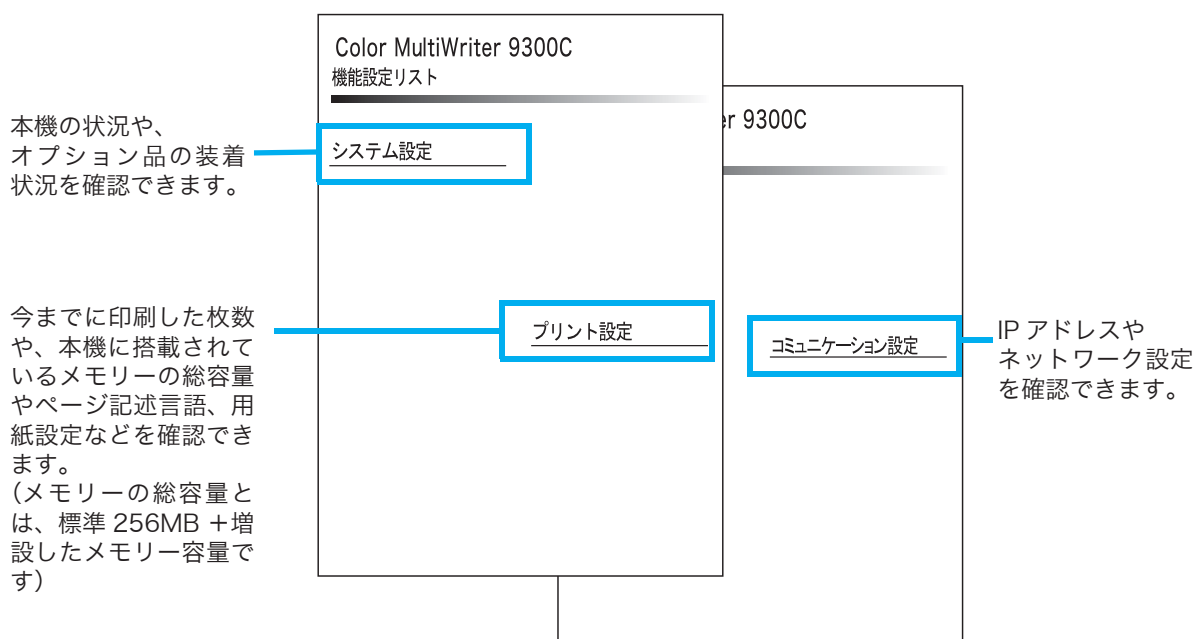 Color MultiWriter 9300C
機能設定リスト
er 9300C
本機の状況や、
オプション品の装着
状況を確認できます。
システム設定
今までに印刷した枚数
や、本機に搭載されて
いるメモリーの総容量
やページ記述言語、用
紙設定などを確認でき
ます。
(メモリーの総容量と
は、標準 256MB +増
設したメモリー容量で
す)
プリント設定
コミュニケーション設定
IP アドレスや
ネットワーク設定
を確認できます。